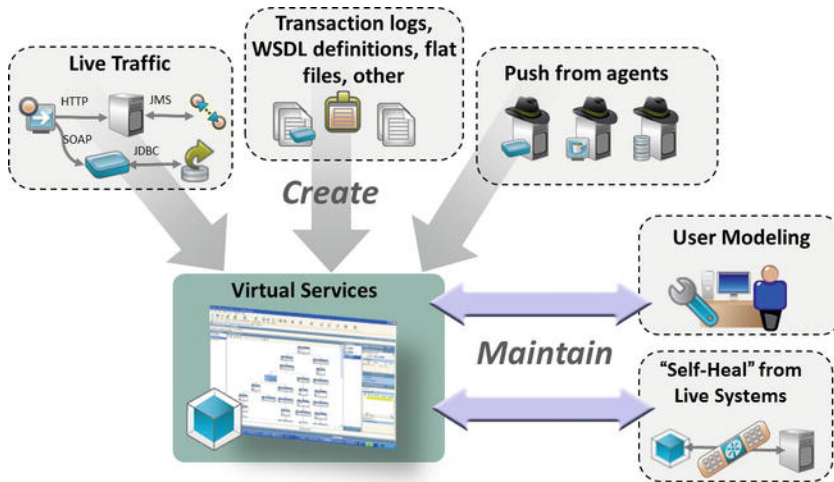 Transaction logs,
WSDL definitions, flat
files, other
Live Traffic
HTTP
JMS
SOAP
JDBC
Push from agents
Create
User Modeling
Virtual Services
Maintain
“Self-Heal” from
Live Systems